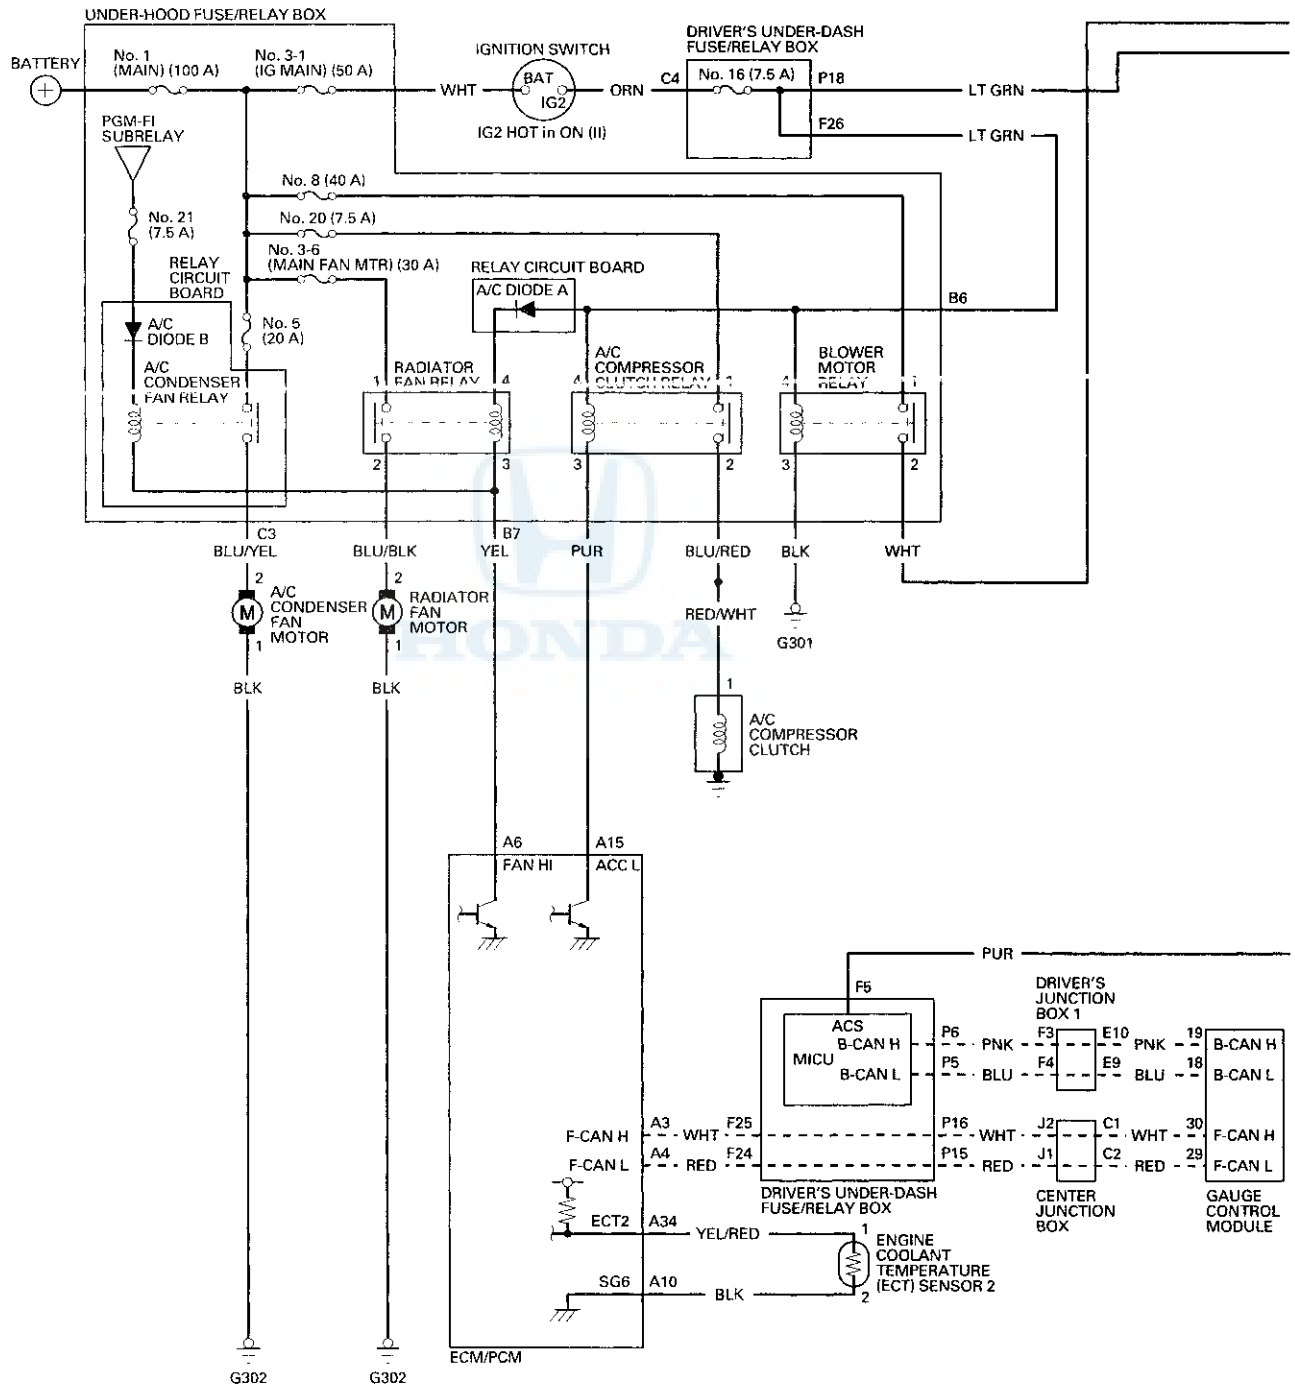 UNDER-HOOD FUSE/RELAY BOX
BATTERY
No. 1
(MAIN) (100 A)
No. 3-1
(IG MAIN) (50 A)
WHT
IGNITION SWITCH
BAT
IG2
IG2 HOT in ON (II)
ORN
C4
DRIVER'S UNDER-DASH
FUSE/RELAY BOX
No. 16 (7.5 A)
P18
LT GRN
F26
LT GRN
PGM-FI
SUBRELAY
No. 21
(7.5 A)
No. 8 (40 A)
No. 20 (7.5 A)
No. 3-6
(MAIN FAN MTR) (30 A)
RELAY
CIRCUIT
BOARD
RELAY CIRCUIT BOARD
A/C DIODE A
B6
A/C
DIODE B
No. 5
(20 A)
A/C
CONDENSER
FAN RELAY
RADIATOR
FAN RELAY
1
4
2
3
A/C
COMPRESSOR
CLUTCH RELAY
4
1
3
2
BLOWER
MOTOR
RELAY
4
1
3
2
C3
B7
BLU/YEL
BLU/BLK
YEL
PUR
BLU/RED
BLK
WHT
2
M
1
A/C
CONDENSER
FAN
MOTOR
2
M
1
RADIATOR
FAN
MOTOR
RED/WHT
G301
HONDA
BLK
BLK
1
A/C
COMPRESSOR
CLUTCH
A6
A15
FAN HI
ACC L
PUR
F5
ACS
MICU
B-CAN H
B-CAN L
P6
PNK
F3
E10
PNK
19
B-CAN H
P5
BLU
F4
E9
BLU
18
B-CAN L
DRIVER'S
JUNCTION
BOX 1
F-CAN H
A3
WHT
F25
P16
WHT
J2
C1
WHT
30
F-CAN H
F-CAN L
A4
RED
F24
P15
RED
J1
C2
RED
29
F-CAN L
DRIVER'S UNDER-DASH
FUSE/RELAY BOX
CENTER
JUNCTION
BOX
GAUGE
CONTROL
MODULE
ECT2
A34
YEL/RED
1
ENGINE
COOLANT
TEMPERATURE
(ECT) SENSOR 2
SG6
A10
BLK
2
ECM/PCM
G302
G302